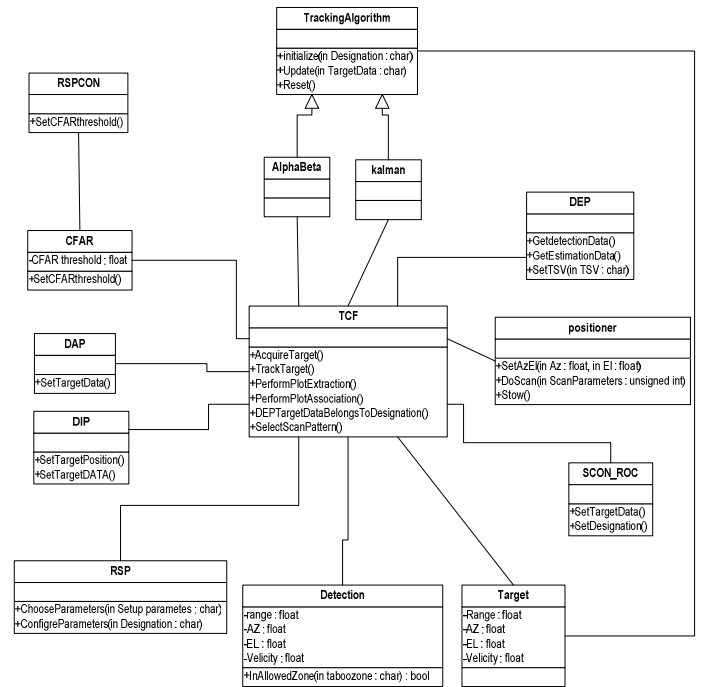 TrackingAlgorithm
+initialize(in Designation : char)
+Update(in TargetData : char)
+Reset()
RSPCON
+SetCFARthreshold()
AlphaBeta
kalman
DEP
+GetdetectionData()
+GetEstimationData()
+SetTSV(in TSV : char)
CFAR
-CFAR threshold : float
+SetCFARthreshold()
TCF
+AcquireTarget()
+TrackTarget()
+PerformPlotExtraction()
+PerformPlotAssociation()
+DEPTargetDataBelongsToDesignation()
+SelectScanPattern()
positioner
+SetAzEl(in Az : float, in El : float)
+DoScan(in ScanParameters : unsigned int)
+Stow()
DAP
+SetTargetData()
DIP
+SetTargetPosition()
+SetTargetDATA()
SCON_ROC
+SetTargetData()
+SetDesignation()
RSP
+ChooseParameters(in Setup parametes : char)
+ConfigreParameters(in Designation : char)
Detection
-range : float
-AZ : float
-EL : float
-Velicity : float
+InAllowedZone(in taboozone : char) : bool
Target
-Range : float
-AZ : float
-EL : float
-Velicity : float